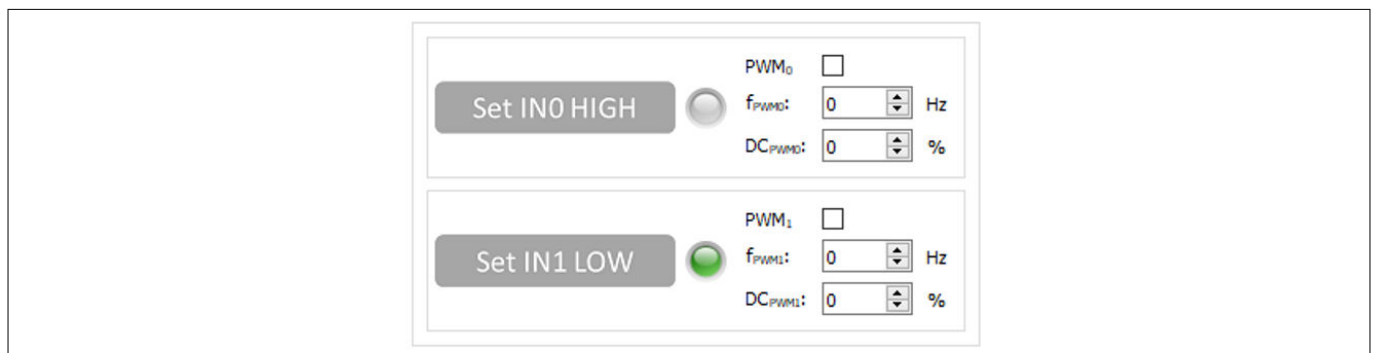 PWM₀
Set IN0 HIGH
fPWM0: 0 Hz
DCPWM0: 0 %
PWM₁
Set IN1 LOW
fPWM1: 0 Hz
DCPWM1: 0 %